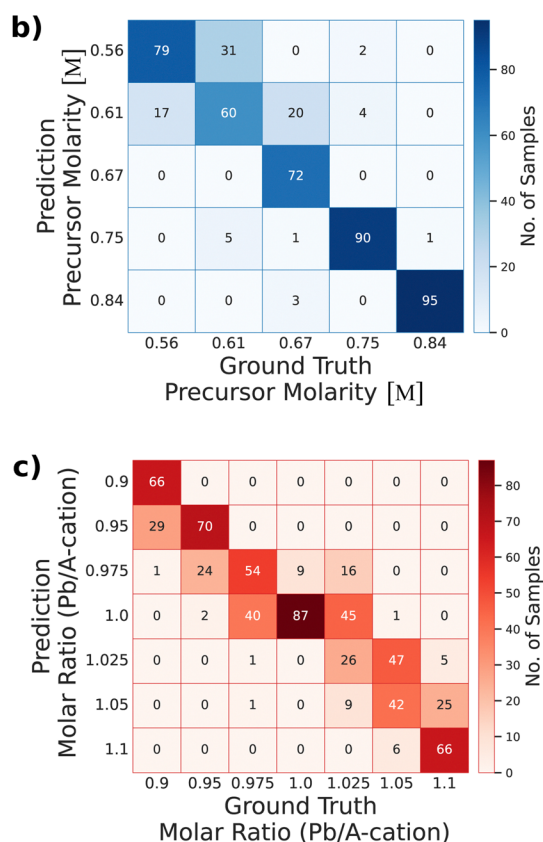 b)
Prediction
Precursor Molarity [M]
0.56 79 31 0 2 0
0.61 17 60 20 4 0
0.67 0 0 72 0 0
0.75 0 5 1 90 1
0.84 0 0 3 0 95
0.56 0.61 0.67 0.75 0.84
Ground Truth
Precursor Molarity [M]
80
60
40
20
0
No. of Samples
c)
Prediction
Molar Ratio (Pb/A-cation)
0.9 66 0 0 0 0 0 0
0.95 29 70 0 0 0 0 0
0.975 1 24 54 9 16 0 0
1.0 0 2 40 87 45 1 0
1.025 0 0 1 0 26 47 5
1.05 0 0 1 0 9 42 25
1.1 0 0 0 0 0 6 66
0.9 0.95 0.975 1.0 1.025 1.05 1.1
Ground Truth
Molar Ratio (Pb/A-cation)
80
70
60
50
40
30
20
10
0
No. of Samples